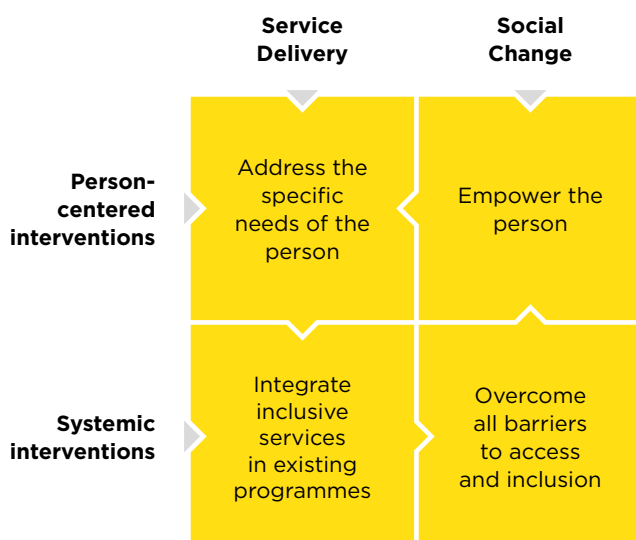 Service
Delivery
Social
Change
Person-
centered
interventions
Address the
specific
needs of the
person
Empower the
person
Systemic
interventions
Integrate
inclusive
services
in existing
programmes
Overcome
all barriers
to access
and inclusion